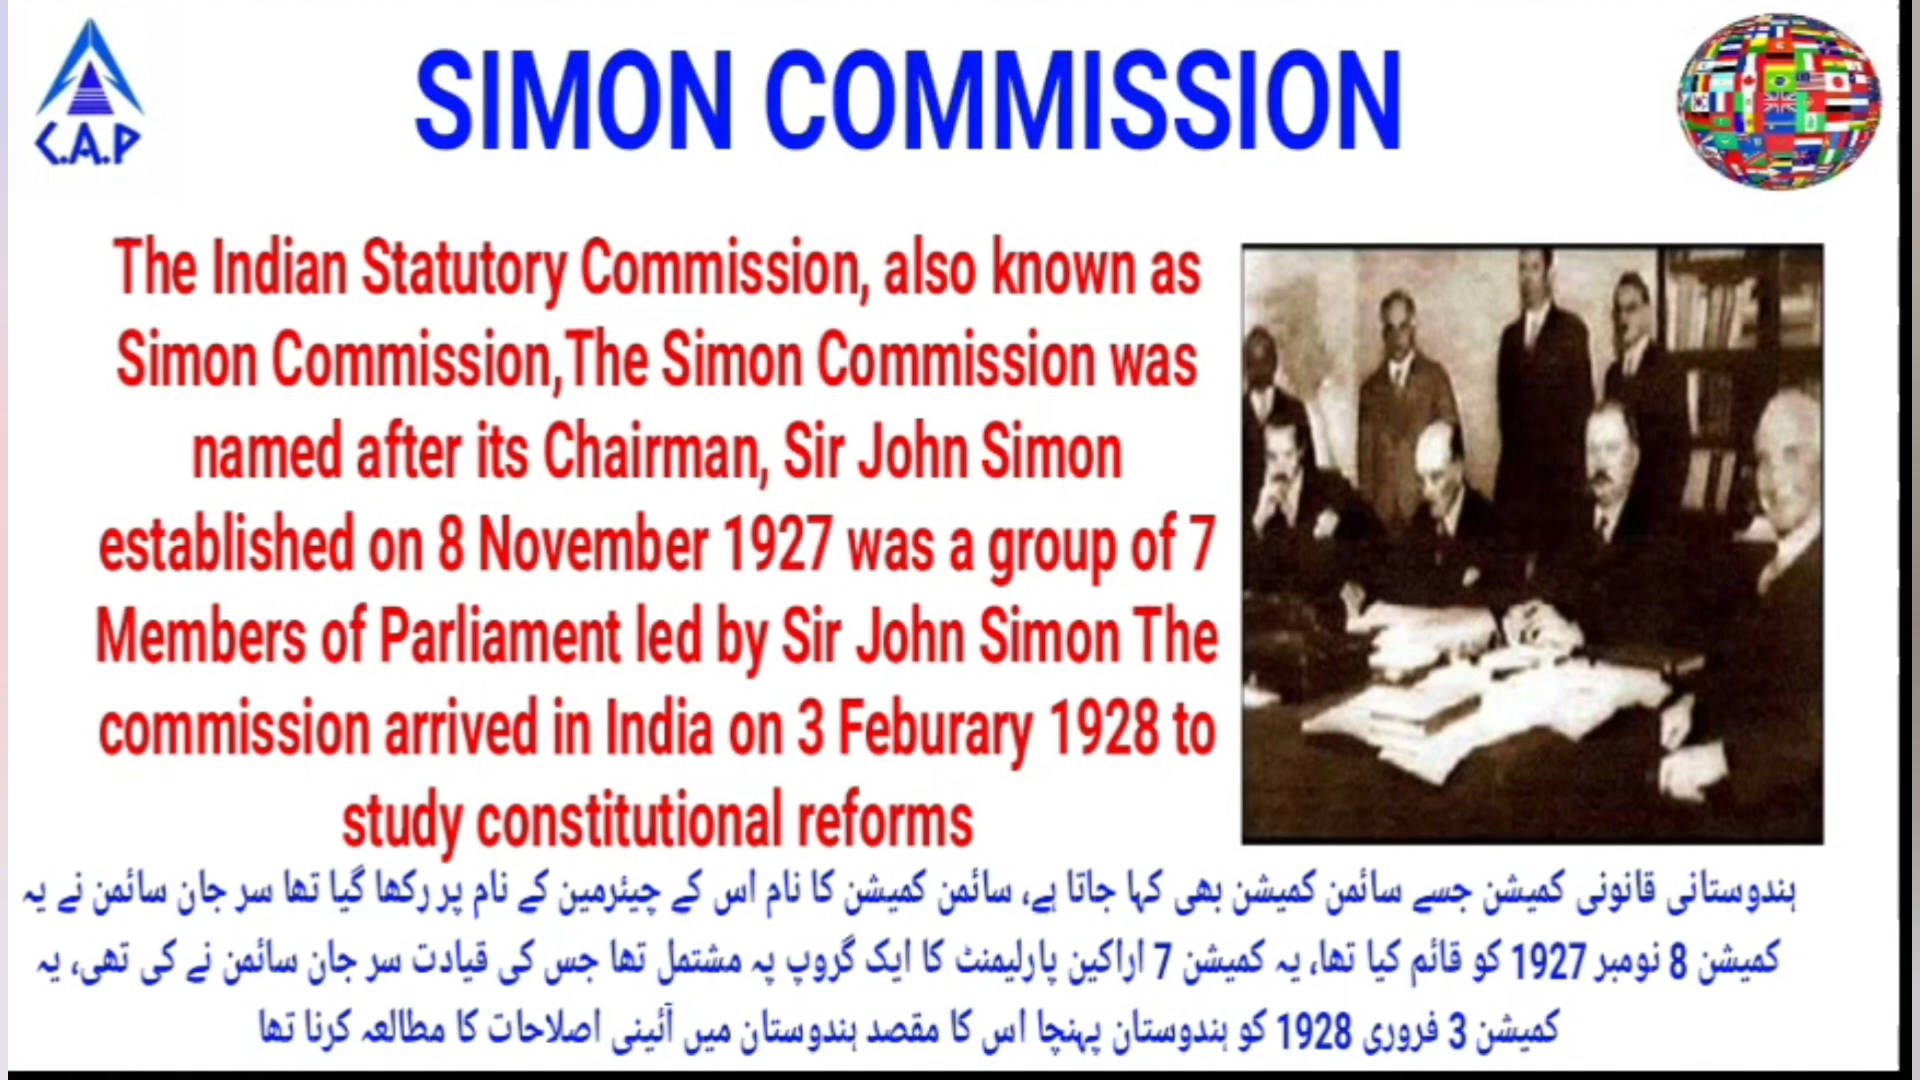 C.A.P
SIMON COMMISSION
The Indian Statutory Commission, also known as
Simon Commission,The Simon Commission was
named after its Chairman, Sir John Simon
established on 8 November 1927 was a group of 7
Members of Parliament led by Sir John Simon The
commission arrived in India on 3 Feburary 1928 to
study constitutional reforms
ہندوستانی قانونی کمیشن جسے سائمن کمیشن بھی کہا جاتا ہے، سائمن کمیشن کا نام اس کے چیئرمین کے نام پر رکھا گیا تھا سر جان سائمن نے یہ
کمیشن 8 نومبر 1927 کو قائم کیا تھا، یہ کمیشن 7 اراکین پارلیمنٹ کا ایک گروپ پہ مشتمل تھا جس کی قیادت سر جان سائمن نے کی تھی، یہ
کمیشن 3 فروری 1928 کو ہندوستان پہنچا اس کا مقصد ہندوستان میں آئینی اصلاحات کا مطالعہ کرنا تھا